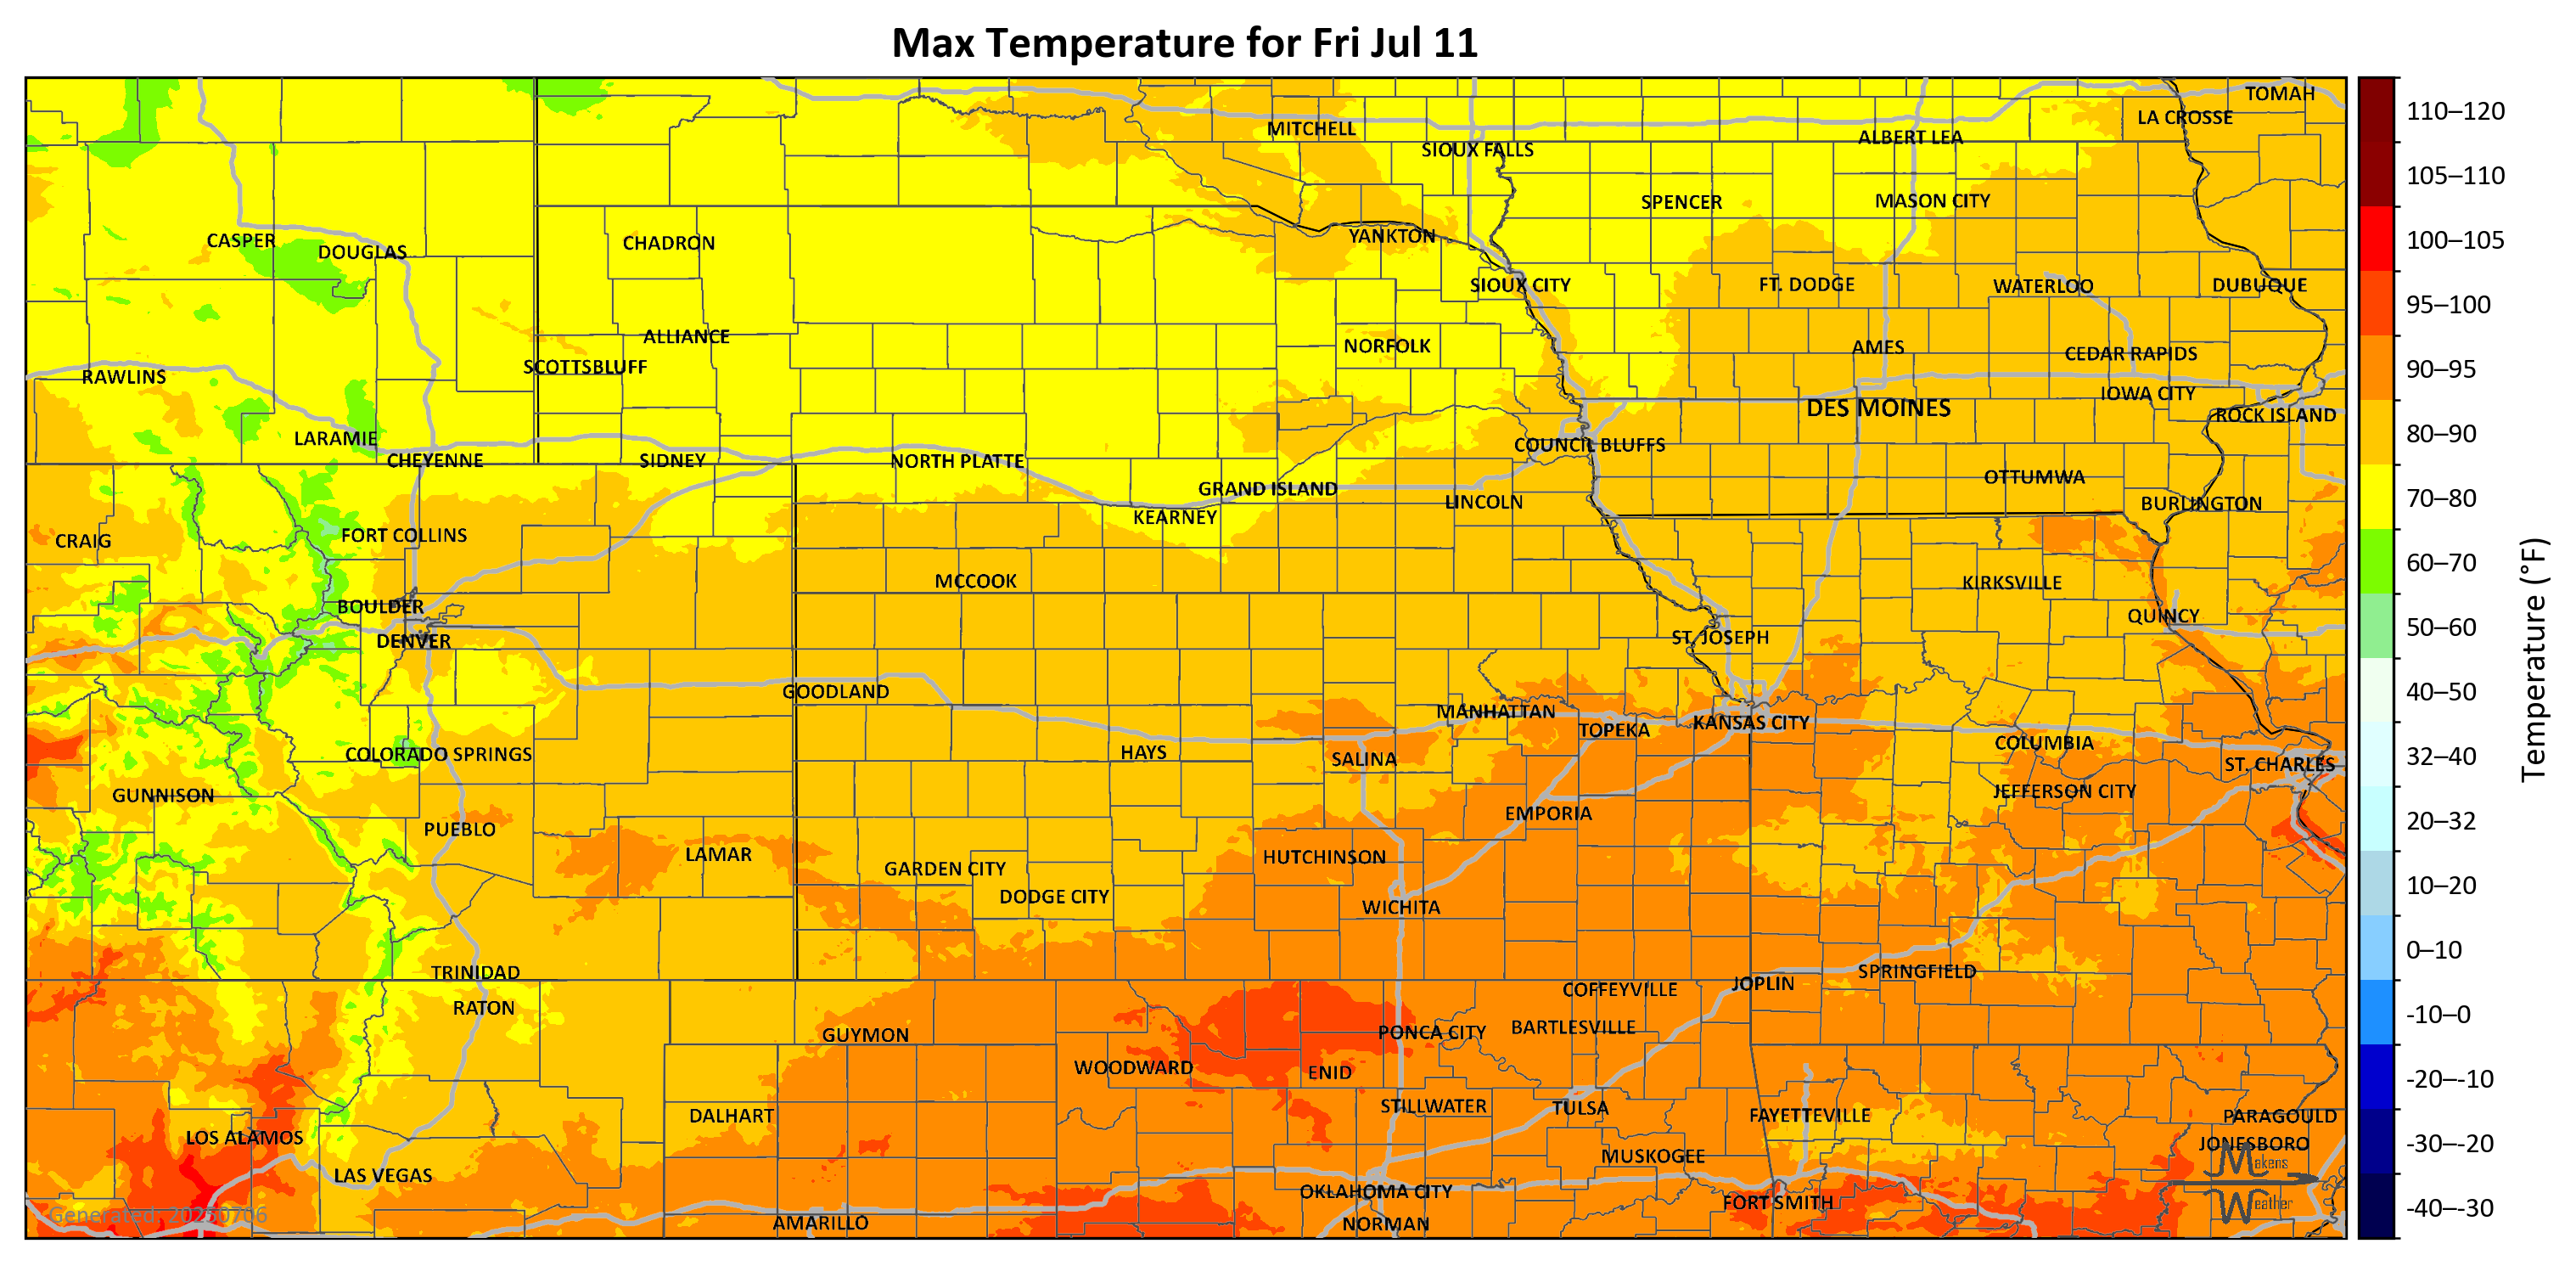 Max Temperature for Fri Jul 11
TOMAH
LA CROSSE
MITCHELL
ALBERT LEA
SIOUX FALLS
SPENCER
MASON CITY
CASPER
DOUGLAS
CHADRON
YANKTON
SIOUX CITY
FT. DODGE
WATERLOO
DUBUQUE
ALLIANCE
NORFOLK
AMES
CEDAR RAPIDS
SCOTTSBLUFF
RAWLINS
IOWA CITY
DES MOINES
ROCK ISLAND
LARAMIE
COUNCIL BLUFFS
CHEYENNE
SIDNEY
NORTH PLATTE
OTTUMWA
GRAND ISLAND
LINCOLN
BURLINGTON
KEARNEY
CRAIG
FORT COLLINS
MCCOOK
KIRKSVILLE
BOULDER
QUINCY
DENVER
ST. JOSEPH
GOODLAND
MANHATTAN
TOPEKA
KANSAS CITY
COLORADO SPRINGS
HAYS
SALINA
COLUMBIA
ST. CHARLES
GUNNISON
JEFFERSON CITY
EMPORIA
PUEBLO
LAMAR
HUTCHINSON
GARDEN CITY
DODGE CITY
WICHITA
TRINIDAD
SPRINGFIELD
JOPLIN
COFFEYVILLE
RATON
GUYMON
PONCA CITY
BARTLESVILLE
WOODWARD
ENID
DALHART
STILLWATER
TULSA
FAYETTEVILLE
PARAGOULD
LOS ALAMOS
JONESBORO
LAS VEGAS
MUSKOGEE
OKLAHOMA CITY
FORT SMITH
AMARILLO
NORMAN
Generated: 20250706
Makens
Weather
110–120
105–110
100–105
95–100
90–95
80–90
70–80
60–70
50–60
40–50
32–40
20–32
10–20
0–10
-10–0
-20–-10
-30–-20
-40–-30
Temperature (°F)